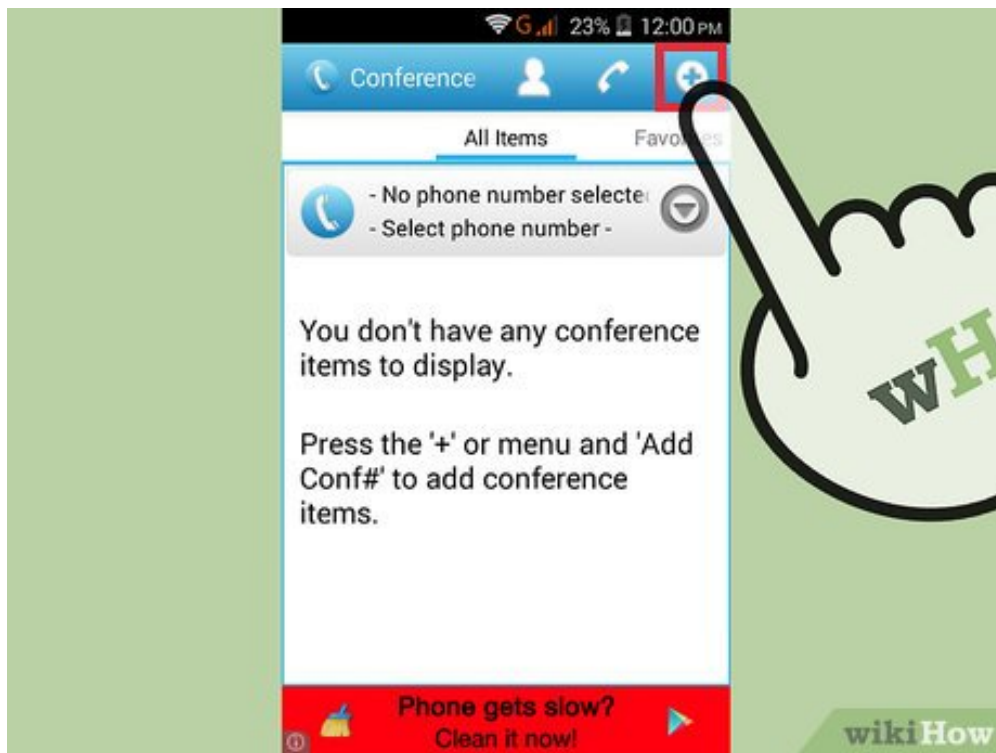 G 23% 12:00 PM
Conference
All Items
- No phone number selecte
- Select phone number -
You don't have any conference
items to display.
Press the '+' or menu and 'Add
Conf#' to add conference
items.
Phone gets slow?
Clean it now!
wikiHow